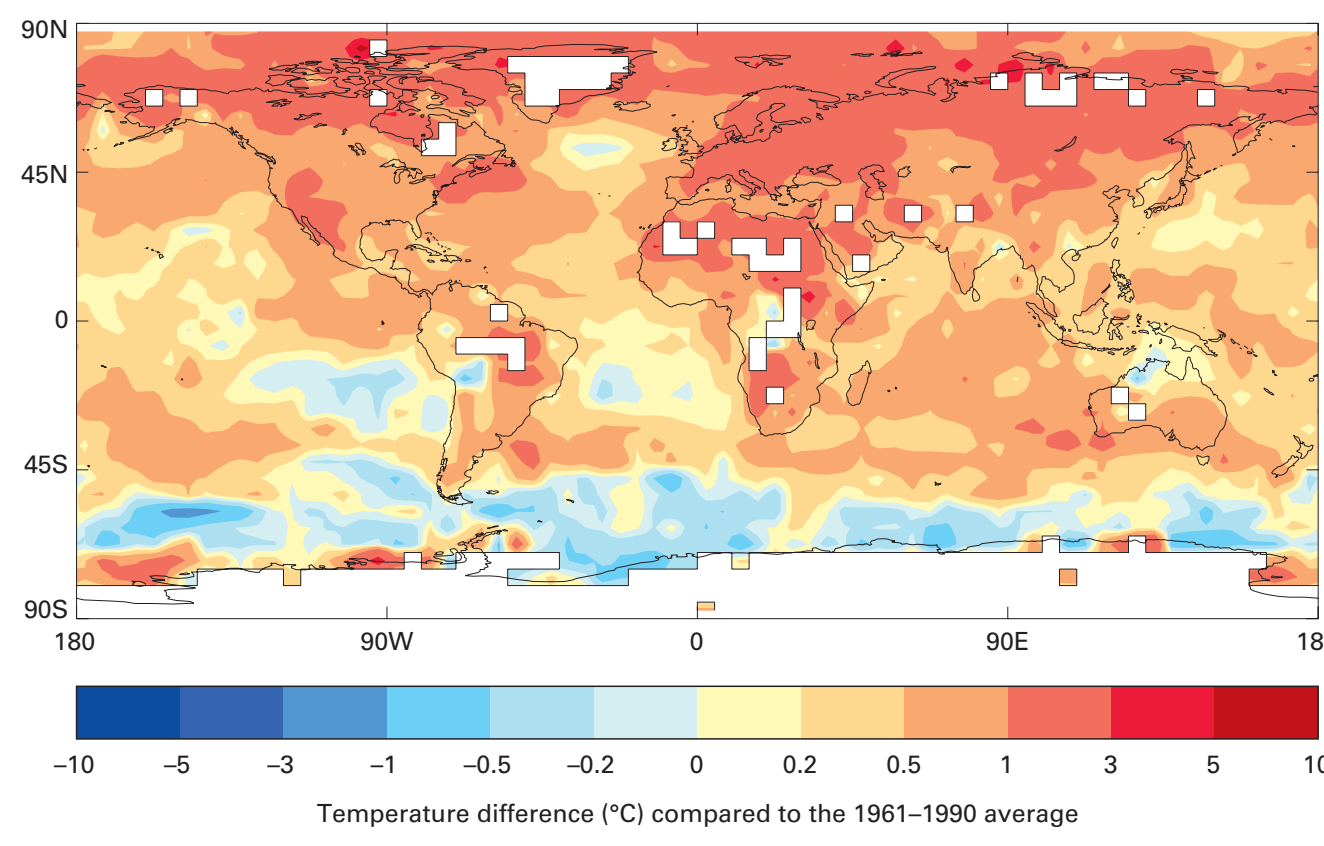 90N
45N
0
45S
90S
180 90W 0 90E 18
–10 –5 –3 –1 –0.5 –0.2 0 0.2 0.5 1 3 5 10
Temperature difference (°C) compared to the 1961–1990 average